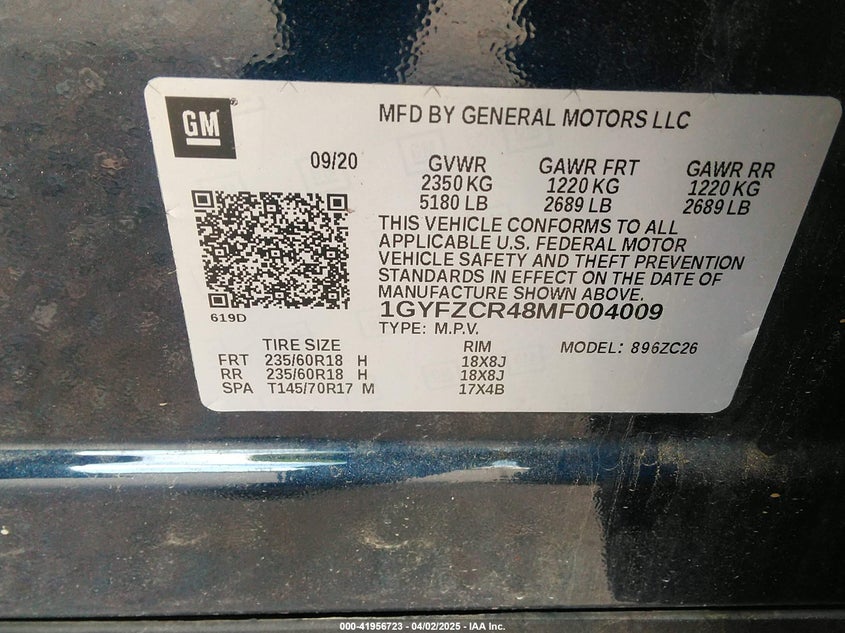 GM
MFD BY GENERAL MOTORS LLC
09/20
GVWR GAWR FRT GAWR RR
2350 KG 1220 KG 1220 KG
5180 LB 2689 LB 2689 LB
THIS VEHICLE CONFORMS TO ALL
APPLICABLE U.S. FEDERAL MOTOR
VEHICLE SAFETY AND THEFT PREVENTION
STANDARDS IN EFFECT ON THE DATE OF
MANUFACTURE SHOWN ABOVE.
1GYFZCR48MF004009
619D
TYPE: M.P.V.
TIRE SIZE RIM MODEL: 896ZC26
FRT 235/60R18 H 18X8J
RR 235/60R18 H 18X8J
SPA T145/70R17 M 17X4B
000-41956723 - 04/02/2025 - IAA Inc.